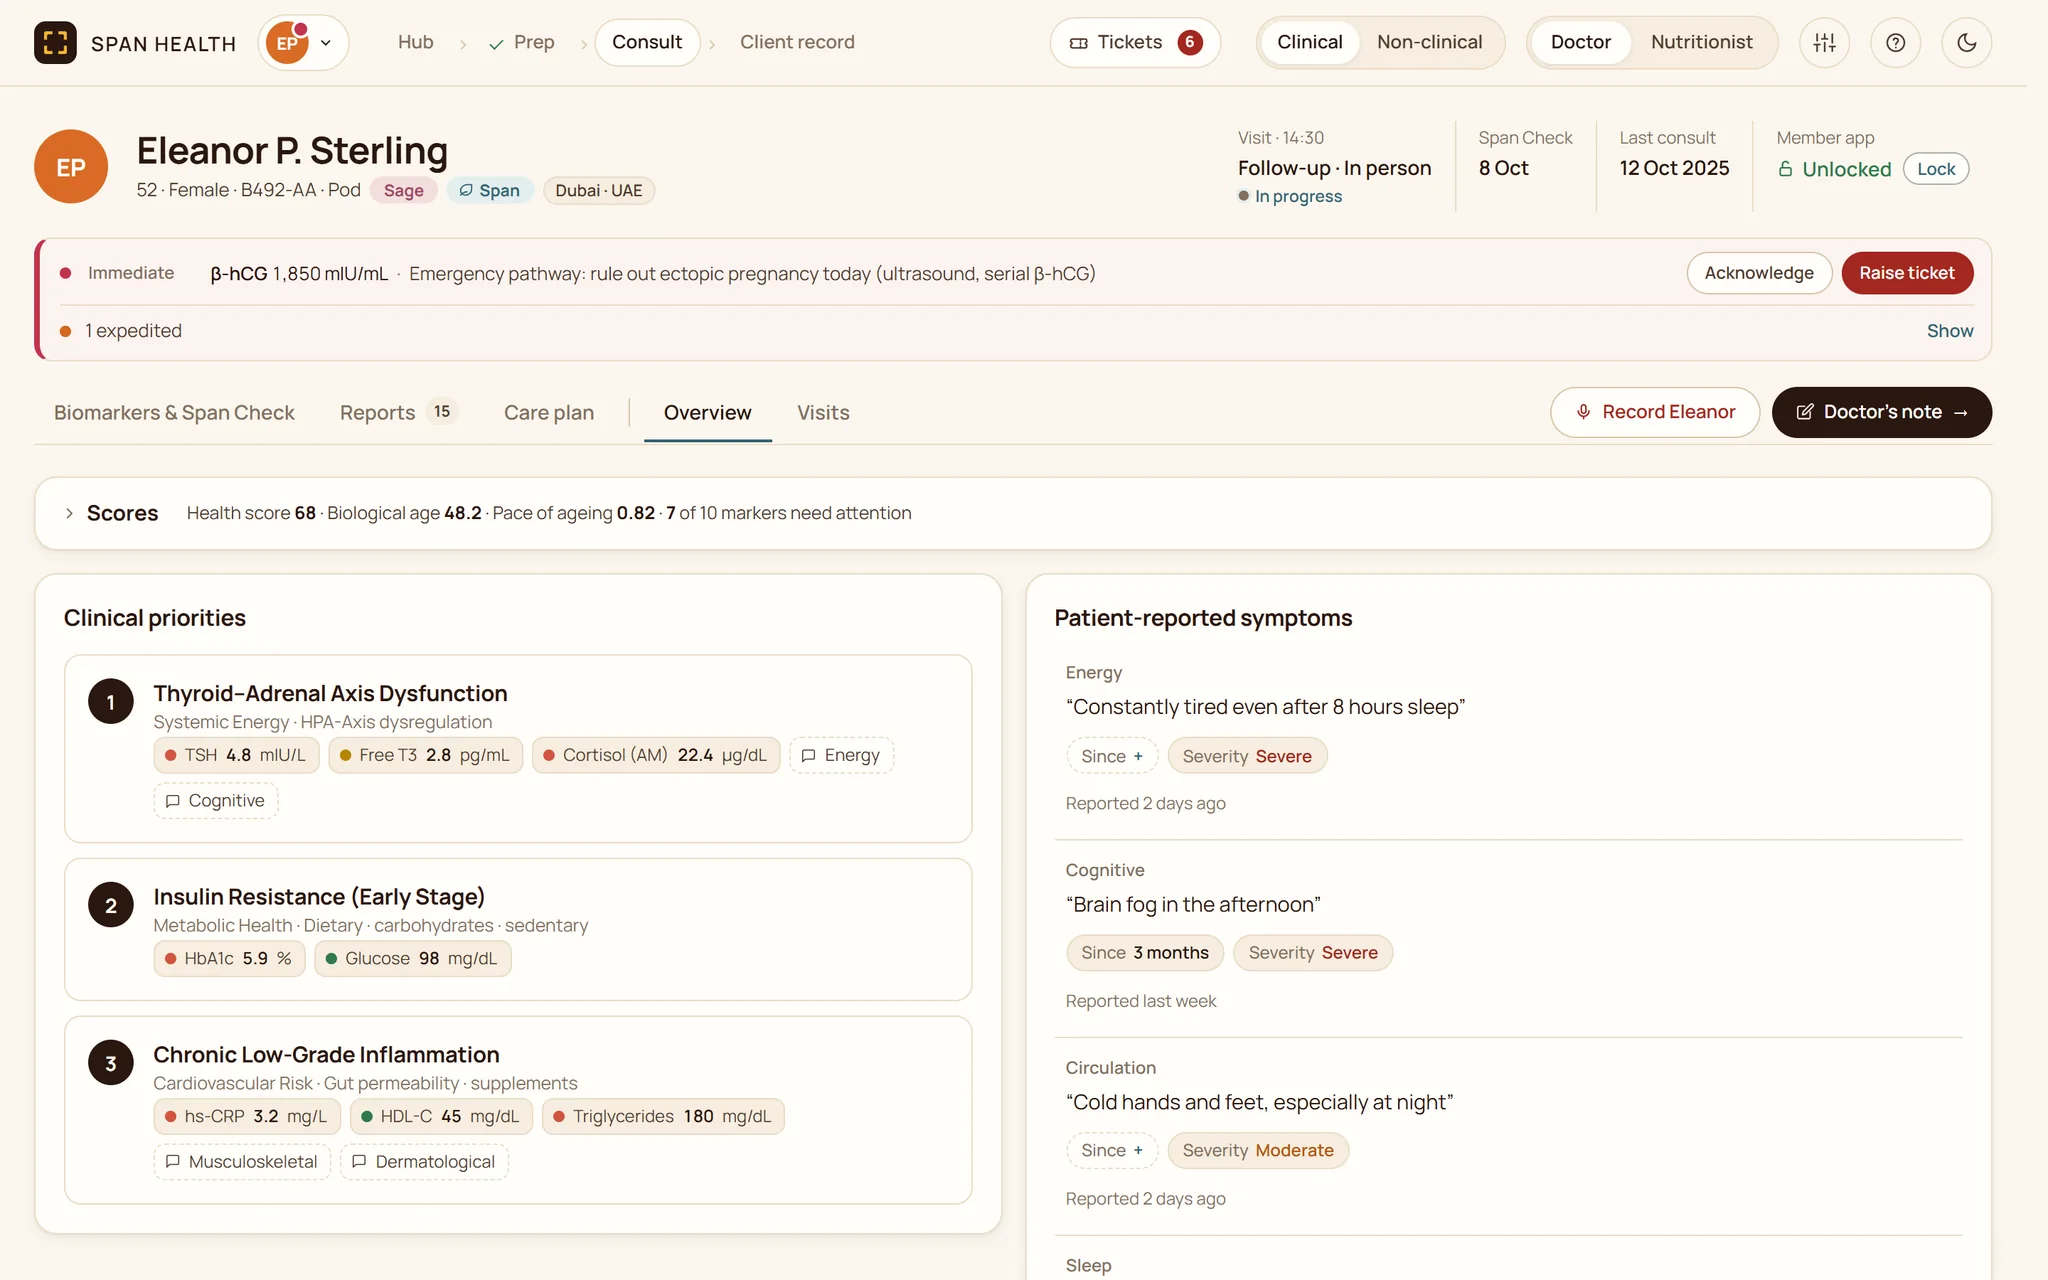 SPAN HEALTH
EP
Hub
Prep
Consult
Client record
Tickets 6
Clinical
Non-clinical
Doctor
Nutritionist
EP
Eleanor P. Sterling
52 · Female · B492-AA · Pod Sage Span Dubai · UAE
Visit · 14:30
Follow-up · In person
In progress
Span Check
8 Oct
Last consult
12 Oct 2025
Member app
Unlocked
Lock
Immediate β-hCG 1,850 mIU/mL · Emergency pathway: rule out ectopic pregnancy today (ultrasound, serial β-hCG)
Acknowledge
Raise ticket
1 expedited
Show
Biomarkers & Span Check
Reports 15
Care plan
Overview
Visits
Record Eleanor
Doctor's note →
Scores Health score 68 · Biological age 48.2 · Pace of ageing 0.82 · 7 of 10 markers need attention
Clinical priorities
1
Thyroid–Adrenal Axis Dysfunction
Systemic Energy · HPA-Axis dysregulation
TSH 4.8 mIU/L Free T3 2.8 pg/mL Cortisol (AM) 22.4 µg/dL Energy
Cognitive
2
Insulin Resistance (Early Stage)
Metabolic Health · Dietary · carbohydrates · sedentary
HbA1c 5.9 % Glucose 98 mg/dL
3
Chronic Low-Grade Inflammation
Cardiovascular Risk · Gut permeability · supplements
hs-CRP 3.2 mg/L HDL-C 45 mg/dL Triglycerides 180 mg/dL
Musculoskeletal Dermatological
Patient-reported symptoms
Energy
“Constantly tired even after 8 hours sleep”
Since + Severity Severe
Reported 2 days ago
Cognitive
“Brain fog in the afternoon”
Since 3 months Severity Severe
Reported last week
Circulation
“Cold hands and feet, especially at night”
Since + Severity Moderate
Reported 2 days ago
Sleep